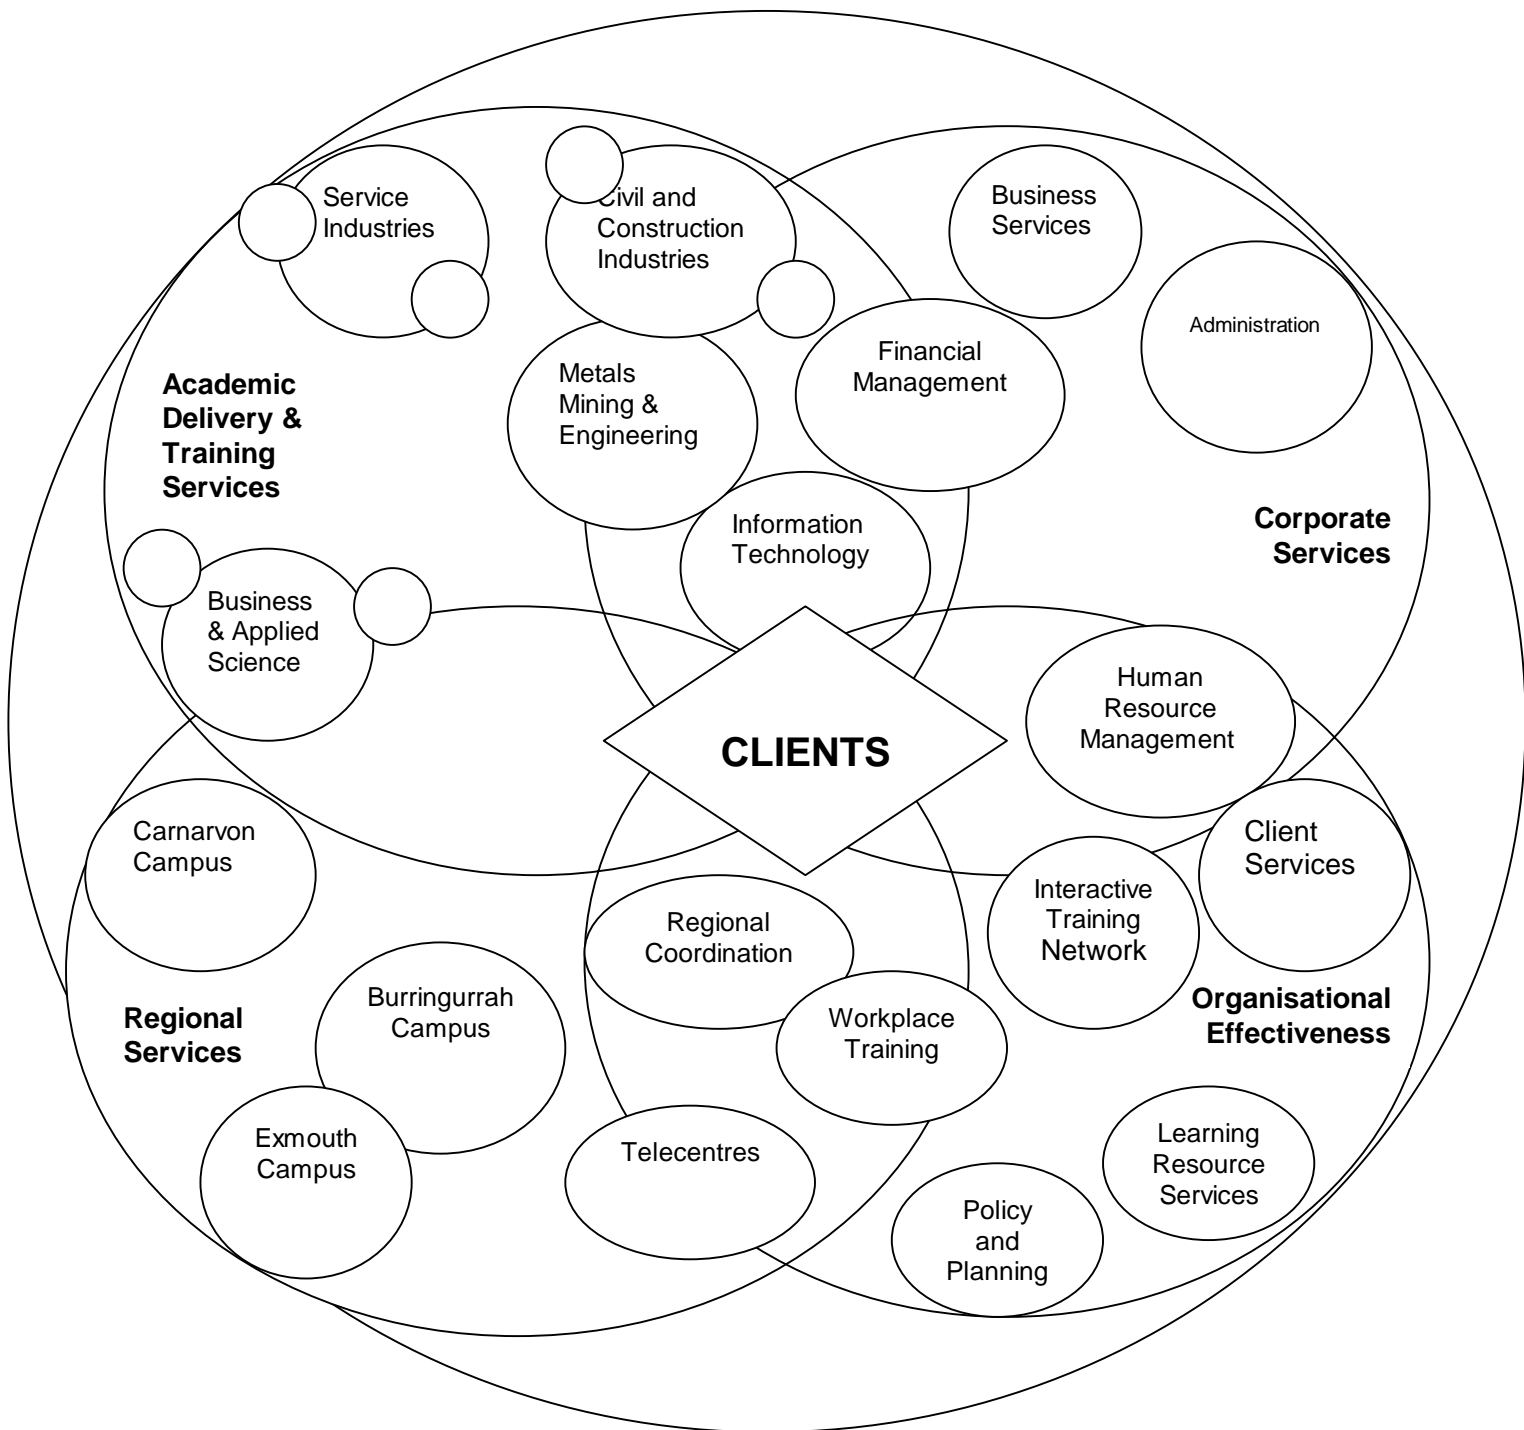 Service
Industries
Civil and
Construction
Industries
Business
Services
Administration
Financial
Management
Metals
Mining &
Engineering
Academic
Delivery &
Training
Services
Information
Technology
Corporate
Services
Business
& Applied
Science
Human
Resource
Management
CLIENTS
Carnarvon
Campus
Client
Services
Interactive
Training
Network
Regional
Coordination
Burringurrah
Campus
Organisational
Effectiveness
Regional
Services
Workplace
Training
Exmouth
Campus
Telecentres
Learning
Resource
Services
Policy
and
Planning